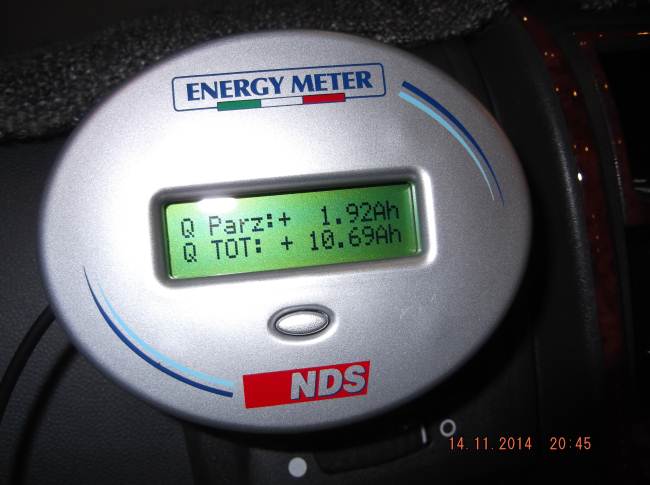 ENERGY METER
Q Parz:+ 1.92Ah
Q TOT: + 10.69Ah
NDS
14.11.2014 20:45